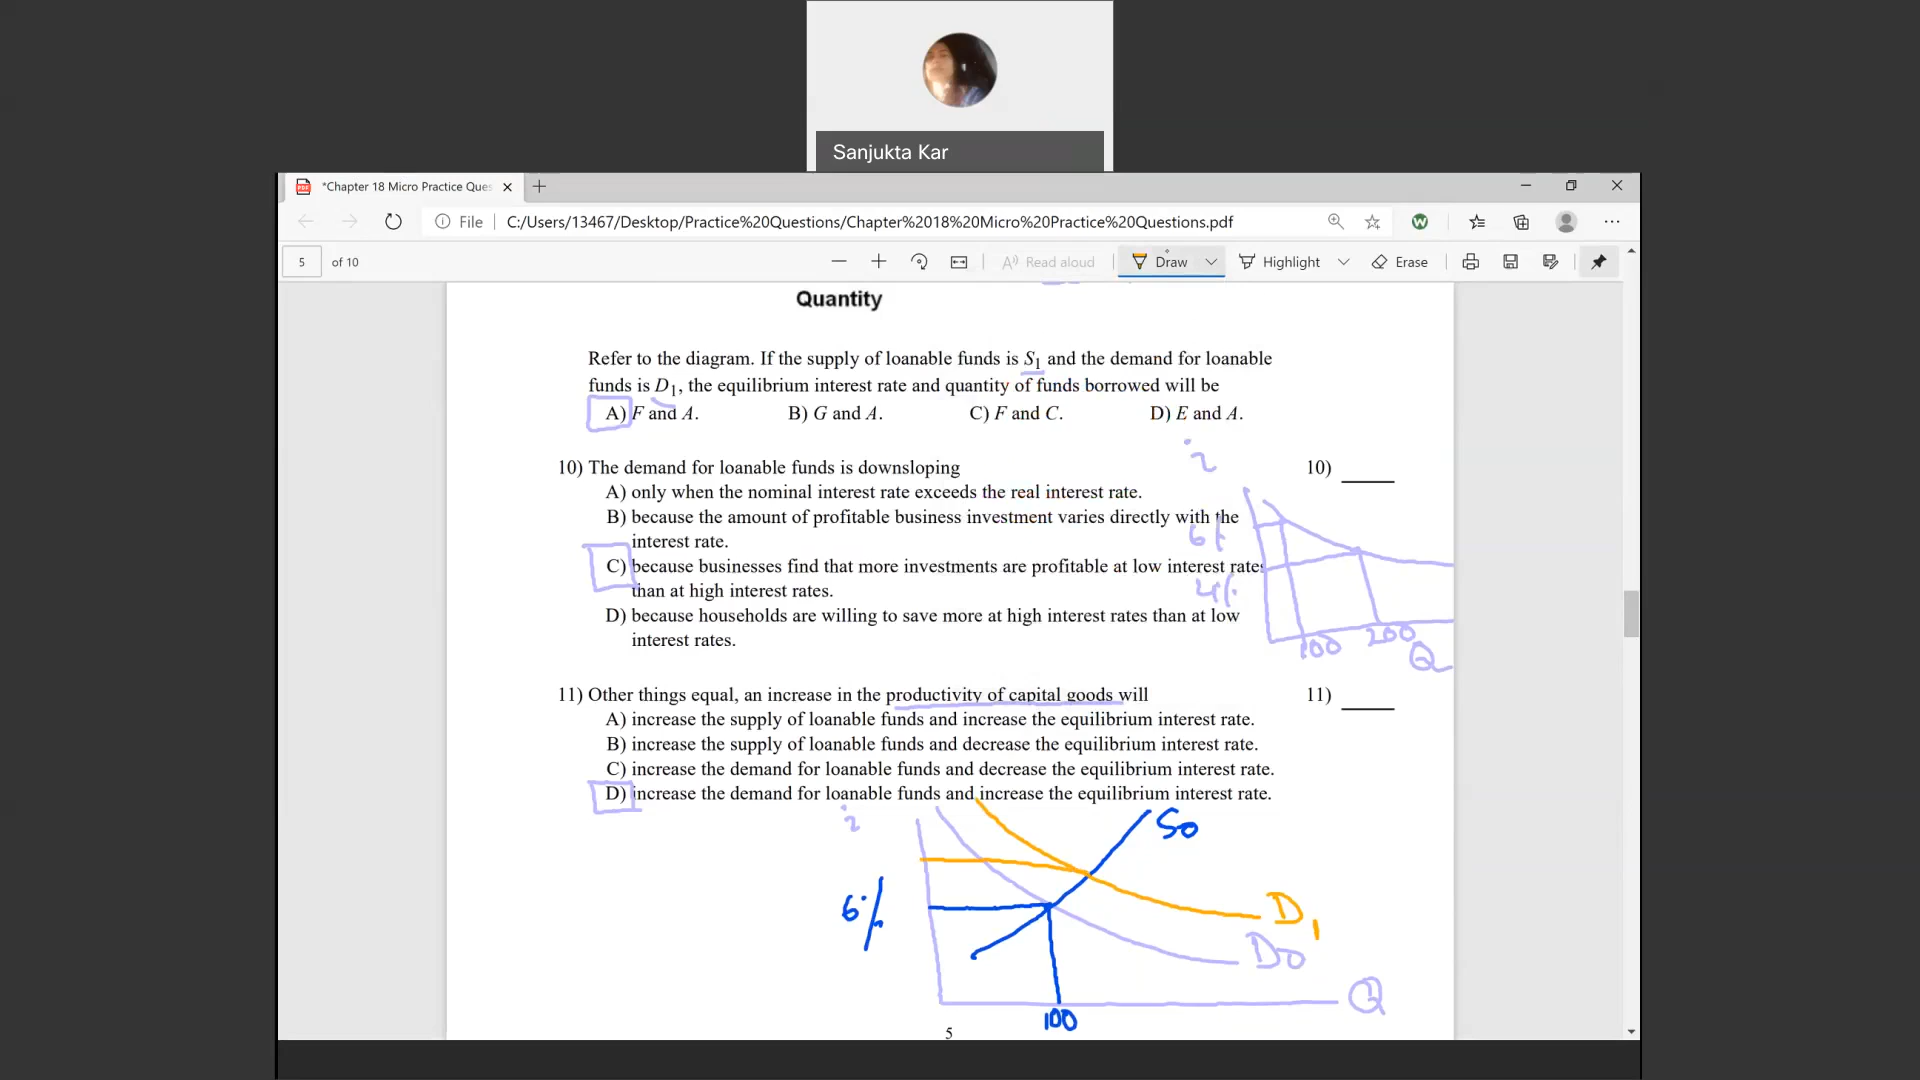 Sanjukta Kar
*Chapter 18 Micro Practice Ques
File C:/Users/13467/Desktop/Practice%20Questions/Chapter%2018%20Micro%20Practice%20Questions.pdf
5 of 10 Read aloud Draw Highlight Erase
Quantity
Refer to the diagram. If the supply of loanable funds is S1 and the demand for loanable
funds is D1, the equilibrium interest rate and quantity of funds borrowed will be
A) F and A. B) G and A. C) F and C. D) E and A.
i
10) The demand for loanable funds is downsloping 10)
A) only when the nominal interest rate exceeds the real interest rate.
B) because the amount of profitable business investment varies directly with the
interest rate.
6%
C) because businesses find that more investments are profitable at low interest rates
than at high interest rates.
4%
D) because households are willing to save more at high interest rates than at low
interest rates.
100 200 Q
11) Other things equal, an increase in the productivity of capital goods will 11)
A) increase the supply of loanable funds and increase the equilibrium interest rate.
B) increase the supply of loanable funds and decrease the equilibrium interest rate.
C) increase the demand for loanable funds and decrease the equilibrium interest rate.
D) increase the demand for loanable funds and increase the equilibrium interest rate.
i S0
6% D1
D0
Q
100
5